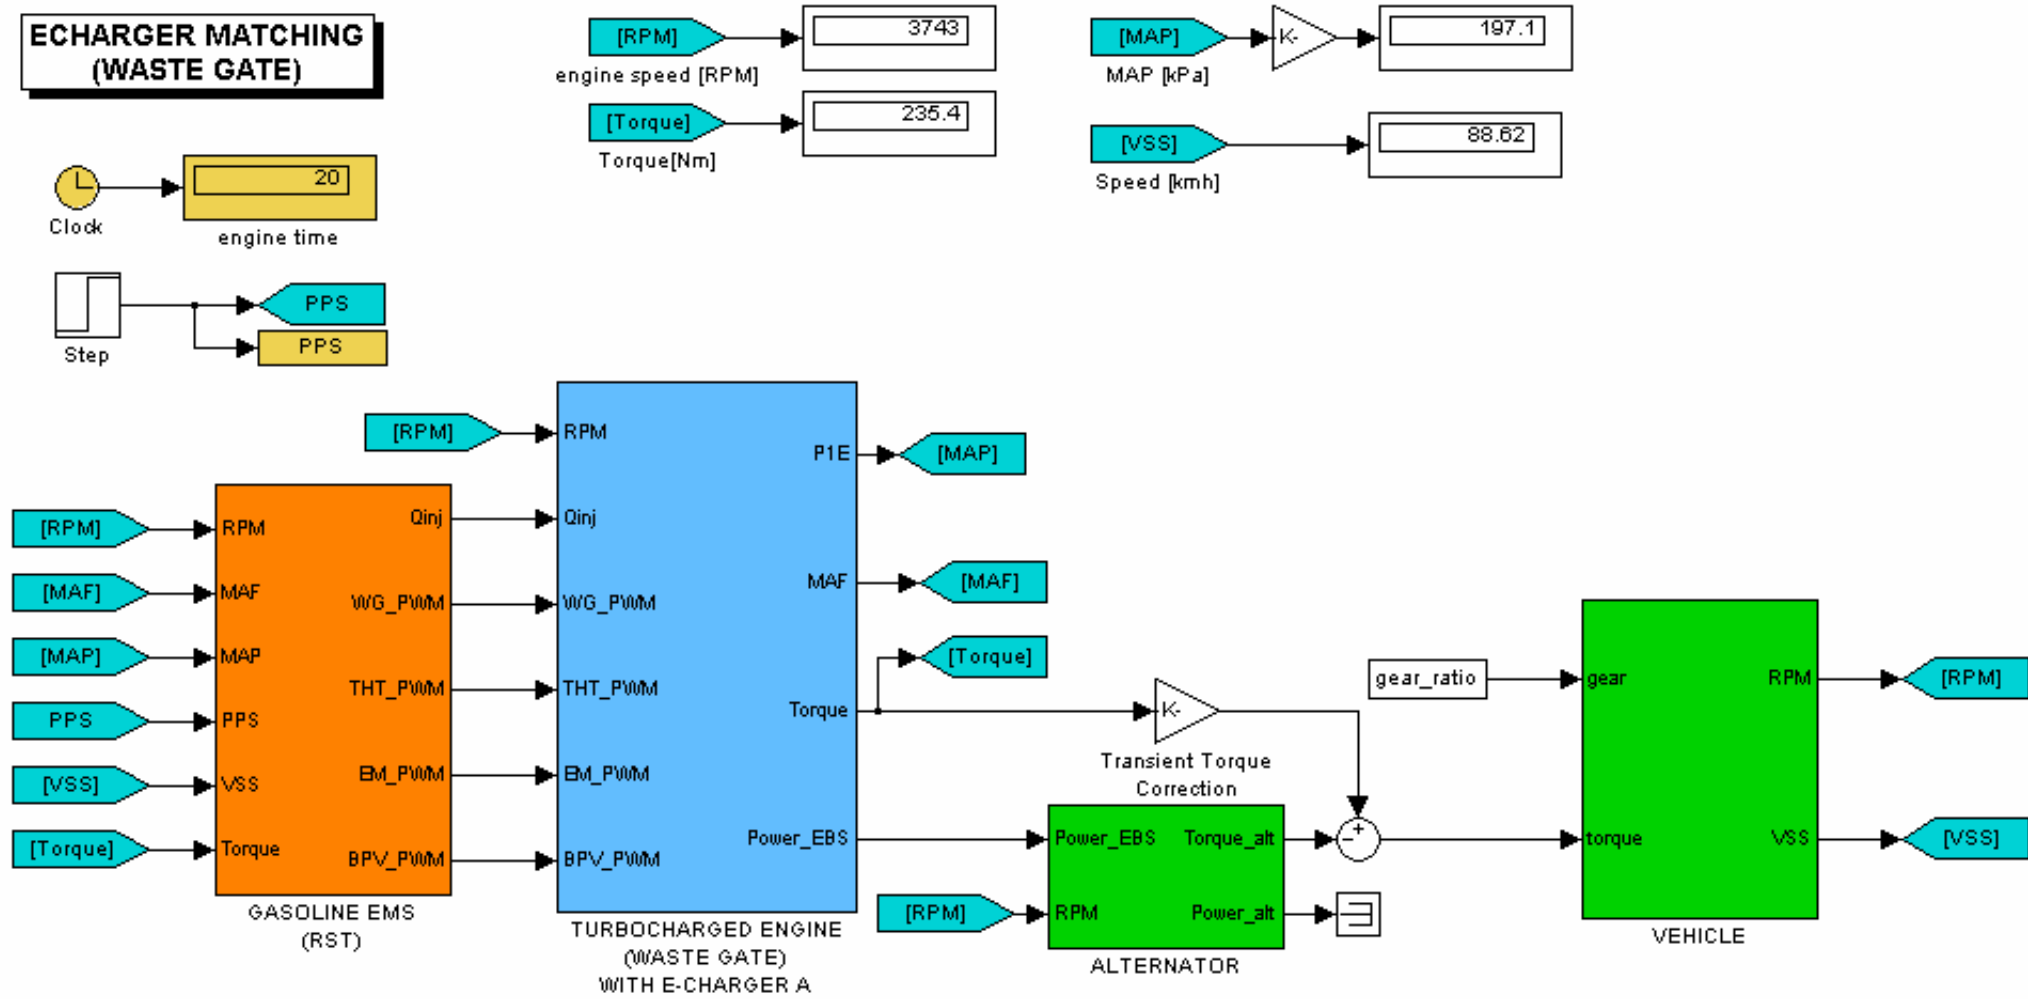 ECHARGER MATCHING
(WASTE GATE)
[RPM]
3743
engine speed [RPM]
[Torque]
235.4
Torque[Nm]
[MAP]
K-
197.1
MAP [kPa]
[VSS]
88.62
Speed [kmh]
20
Clock
engine time
PPS
PPS
Step
[RPM]
RPM
P1E
[MAP]
[RPM]
RPM
Qinj
Qinj
[MAF]
MAF
WG_PWM
WG_PWM
MAF
[MAF]
[MAP]
MAP
THT_PWM
THT_PWM
[Torque]
Torque
PPS
PPS
K-
Transient Torque
Correction
[VSS]
VSS
EM_PWM
EM_PWM
[Torque]
Torque
BPV_PWM
BPV_PWM
Power_EBS
Power_EBS
Torque_alt
[RPM]
RPM
Power_alt
gear_ratio
gear
RPM
[RPM]
torque
VSS
[VSS]
GASOLINE EMS
(RST)
TURBOCHARGED ENGINE
(WASTE GATE)
WITH E-CHARGER A
ALTERNATOR
VEHICLE